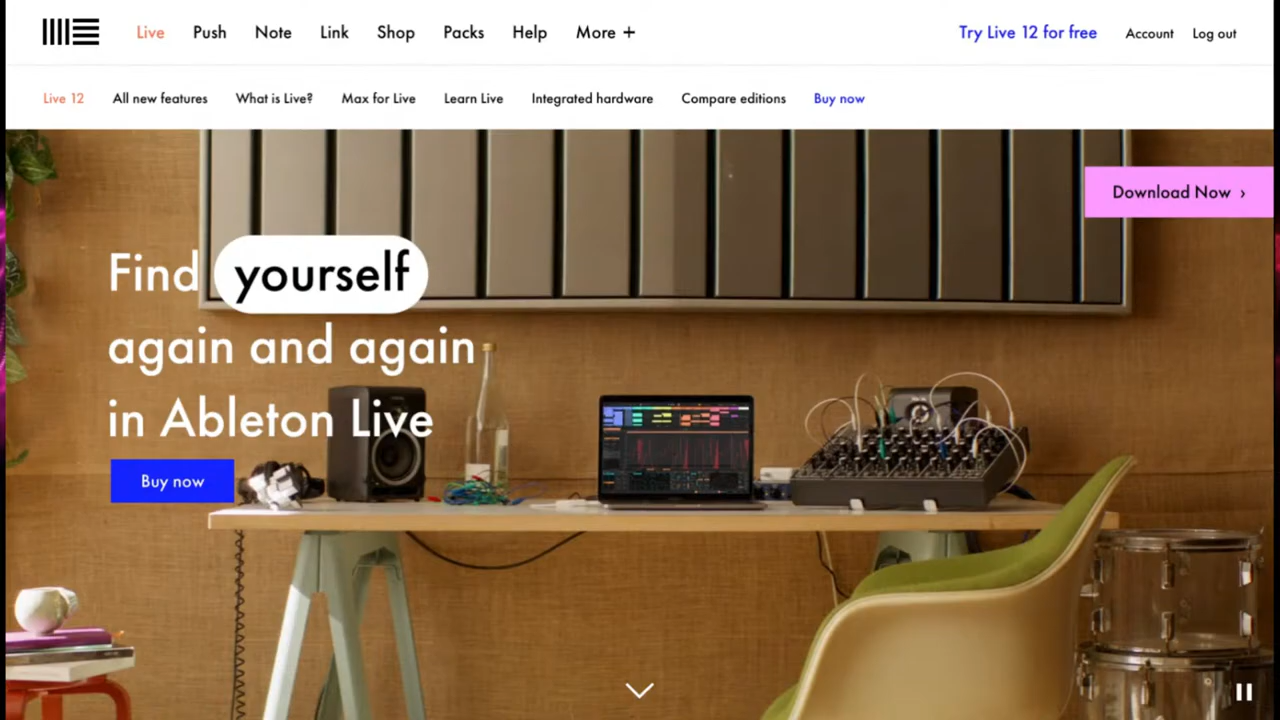 Live Push Note Link Shop Packs Help More + Try Live 12 for free Account Log out
Live 12 All new features What is Live? Max for Live Learn Live Integrated hardware Compare editions Buy now
Download Now ›
Find yourself
again and again
in Ableton Live
Buy now